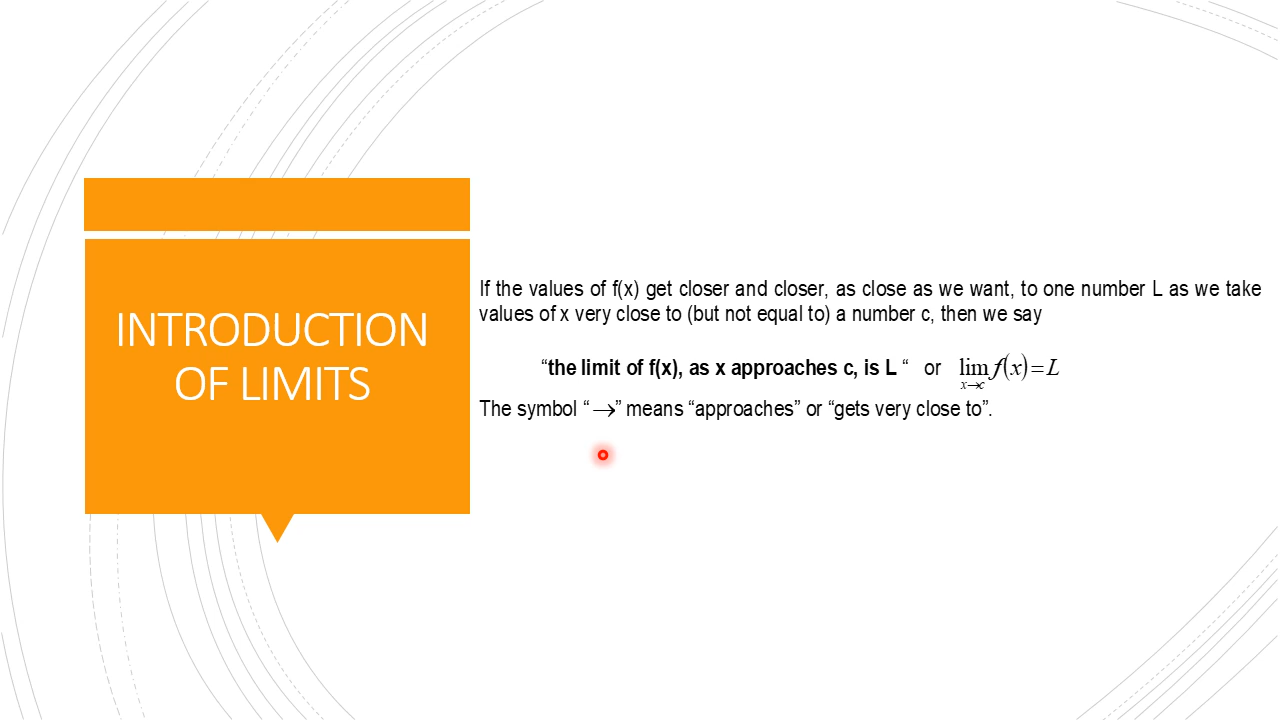 INTRODUCTION
OF LIMITS
If the values of f(x) get closer and closer, as close as we want, to one number L as we take
values of x very close to (but not equal to) a number c, then we say
“the limit of f(x), as x approaches c, is L “ or lim f(x)=L
x→c
The symbol “→” means “approaches” or “gets very close to”.